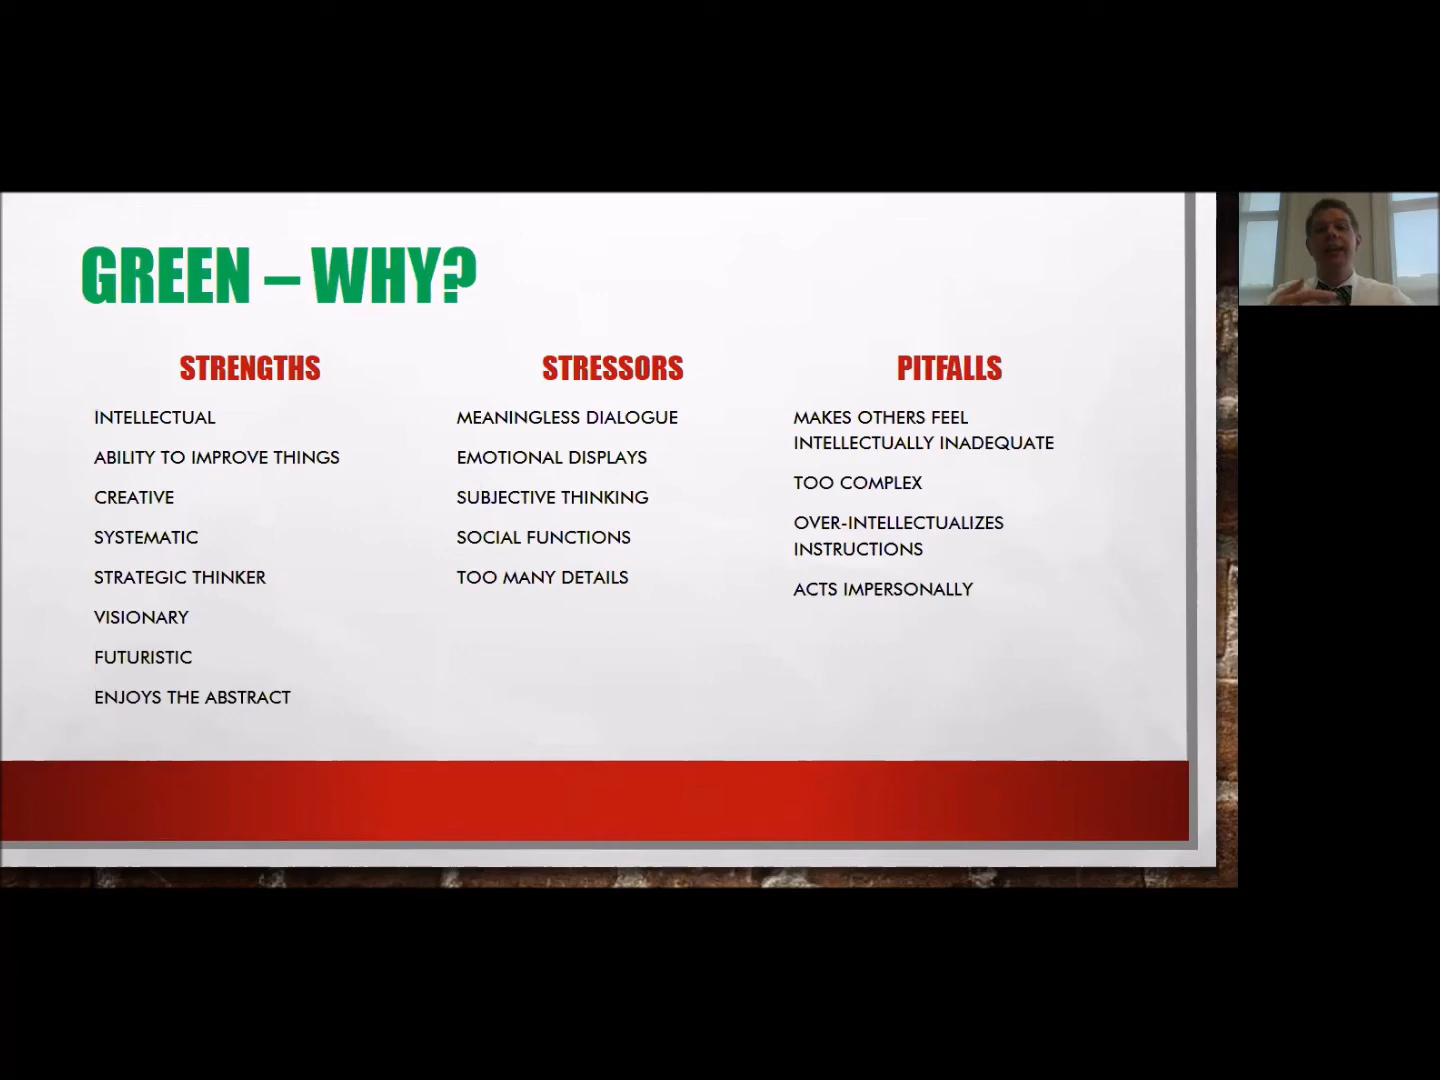 GREEN – WHY?
STRENGTHS
INTELLECTUAL
ABILITY TO IMPROVE THINGS
CREATIVE
SYSTEMATIC
STRATEGIC THINKER
VISIONARY
FUTURISTIC
ENJOYS THE ABSTRACT
STRESSORS
MEANINGLESS DIALOGUE
EMOTIONAL DISPLAYS
SUBJECTIVE THINKING
SOCIAL FUNCTIONS
TOO MANY DETAILS
PITFALLS
MAKES OTHERS FEEL
INTELLECTUALLY INADEQUATE
TOO COMPLEX
OVER-INTELLECTUALIZES
INSTRUCTIONS
ACTS IMPERSONALLY